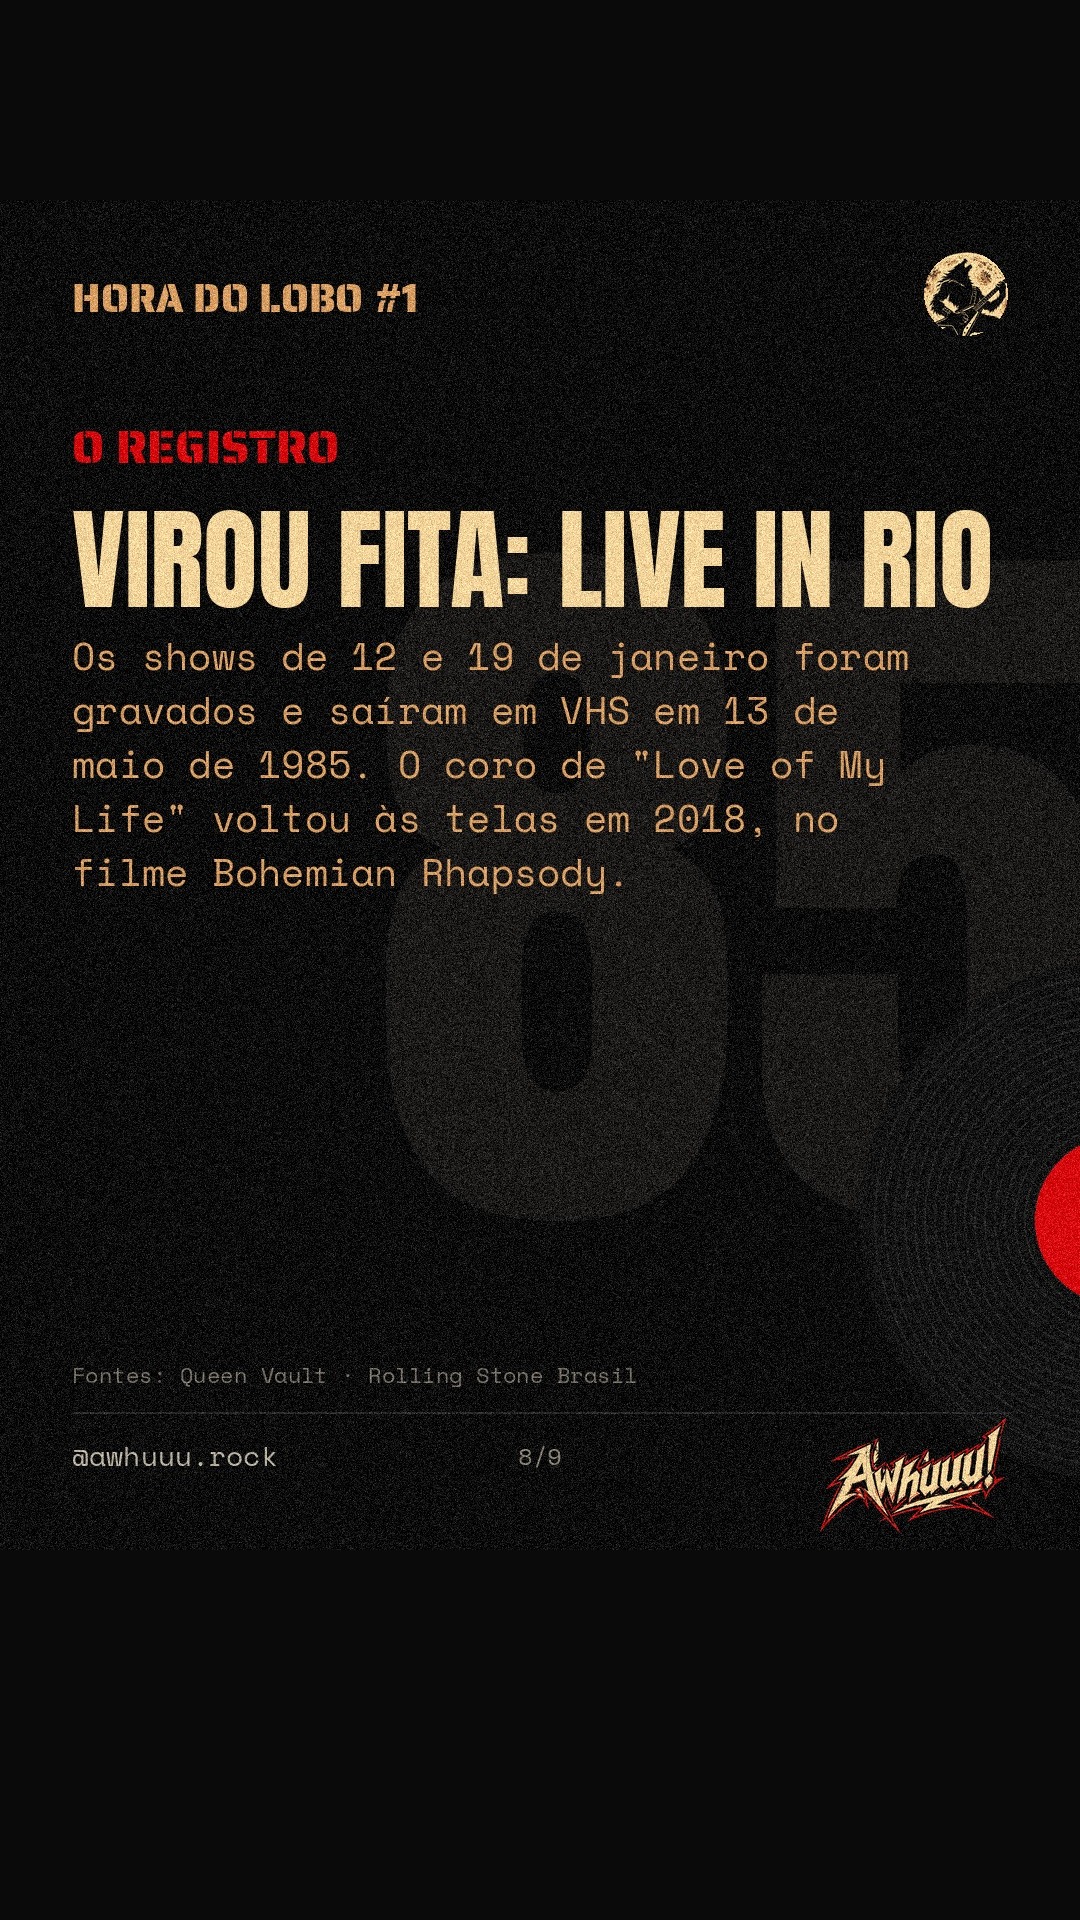 HORA DO LOBO #1
O REGISTRO
VIROU FITA: LIVE IN RIO
Os shows de 12 e 19 de janeiro foram
gravados e saíram em VHS em 13 de
maio de 1985. O coro de "Love of My
Life" voltou às telas em 2018, no
filme Bohemian Rhapsody.
85
Fontes: Queen Vault · Rolling Stone Brasil
@awhuuu.rock
8/9
Awhuuu!